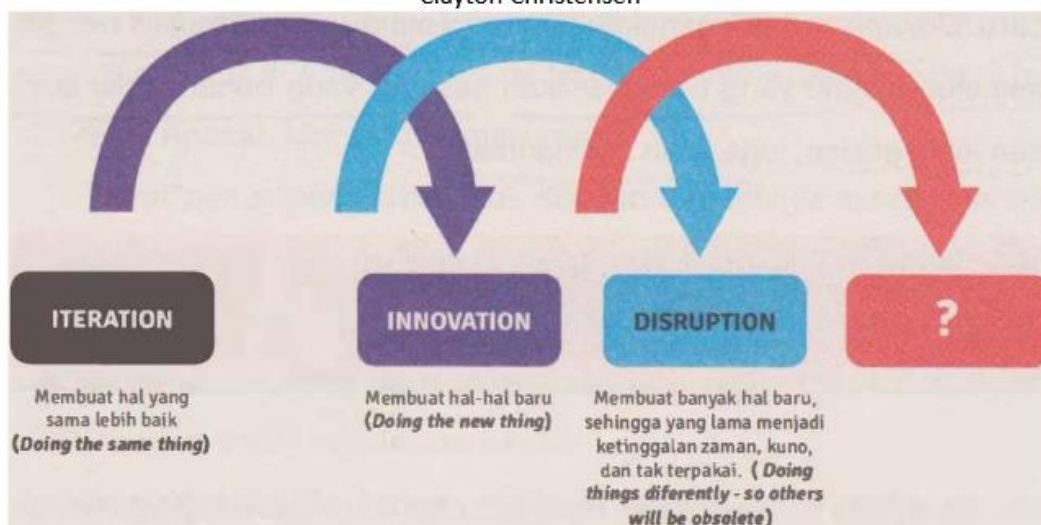 Clayton Christensen
ITERATION
Membuat hal yang
sama lebih baik
(Doing the same thing)
INNOVATION
Membuat hal-hal baru
(Doing the new thing)
DISRUPTION
Membuat banyak hal baru,
sehingga yang lama menjadi
ketinggalan zaman, kuno,
dan tak terpakai. ( Doing
things diferently - so others
will be obsolete)
?